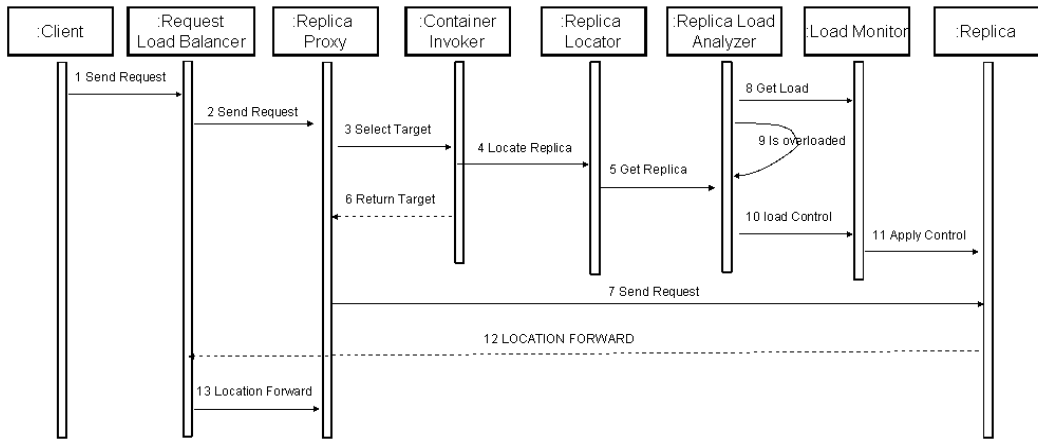 :Client
:Request
Load Balancer
:Replica
Proxy
:Container
Invoker
:Replica
Locator
:Replica Load
Analyzer
:Load Monitor
:Replica
1 Send Request
8 Get Load
2 Send Request
3 Select Target
9 Is overloaded
4 Locate Replica
5 Get Replica
6 Return Target
10 load Control
11 Apply Control
7 Send Request
12 LOCATION FORWARD
13 Location Forward